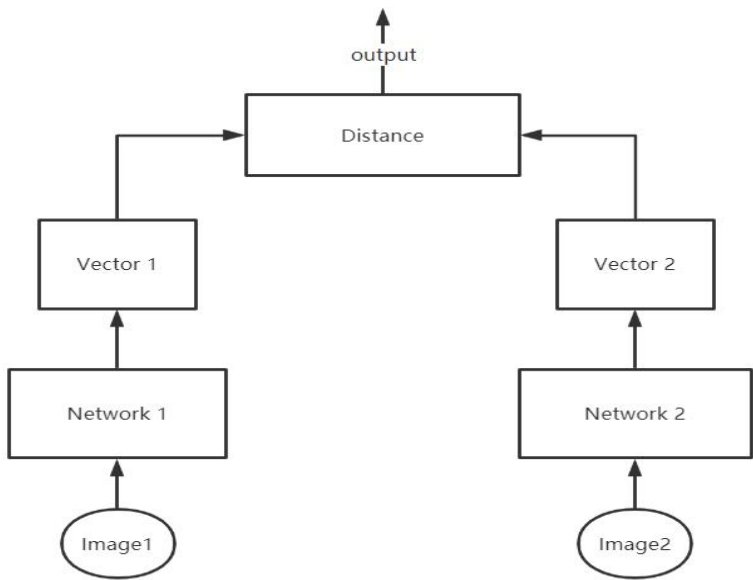 output
Distance
Vector 1
Vector 2
Network 1
Network 2
Image1
Image2